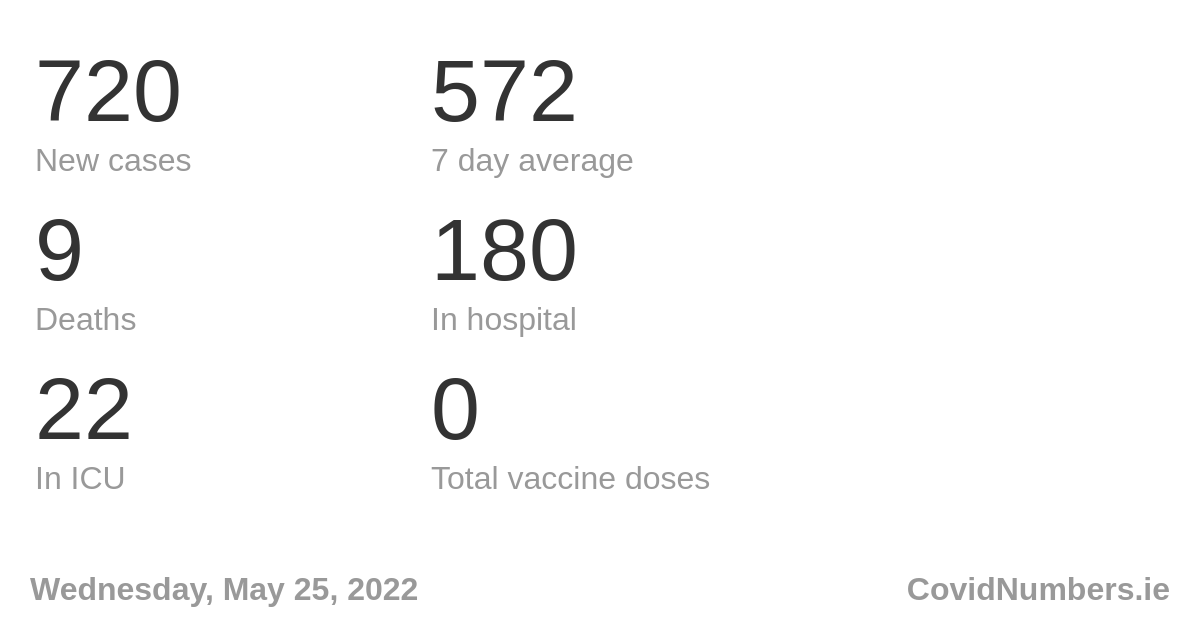 720
New cases
572
7 day average
9
Deaths
180
In hospital
22
In ICU
0
Total vaccine doses
Wednesday, May 25, 2022
CovidNumbers.ie